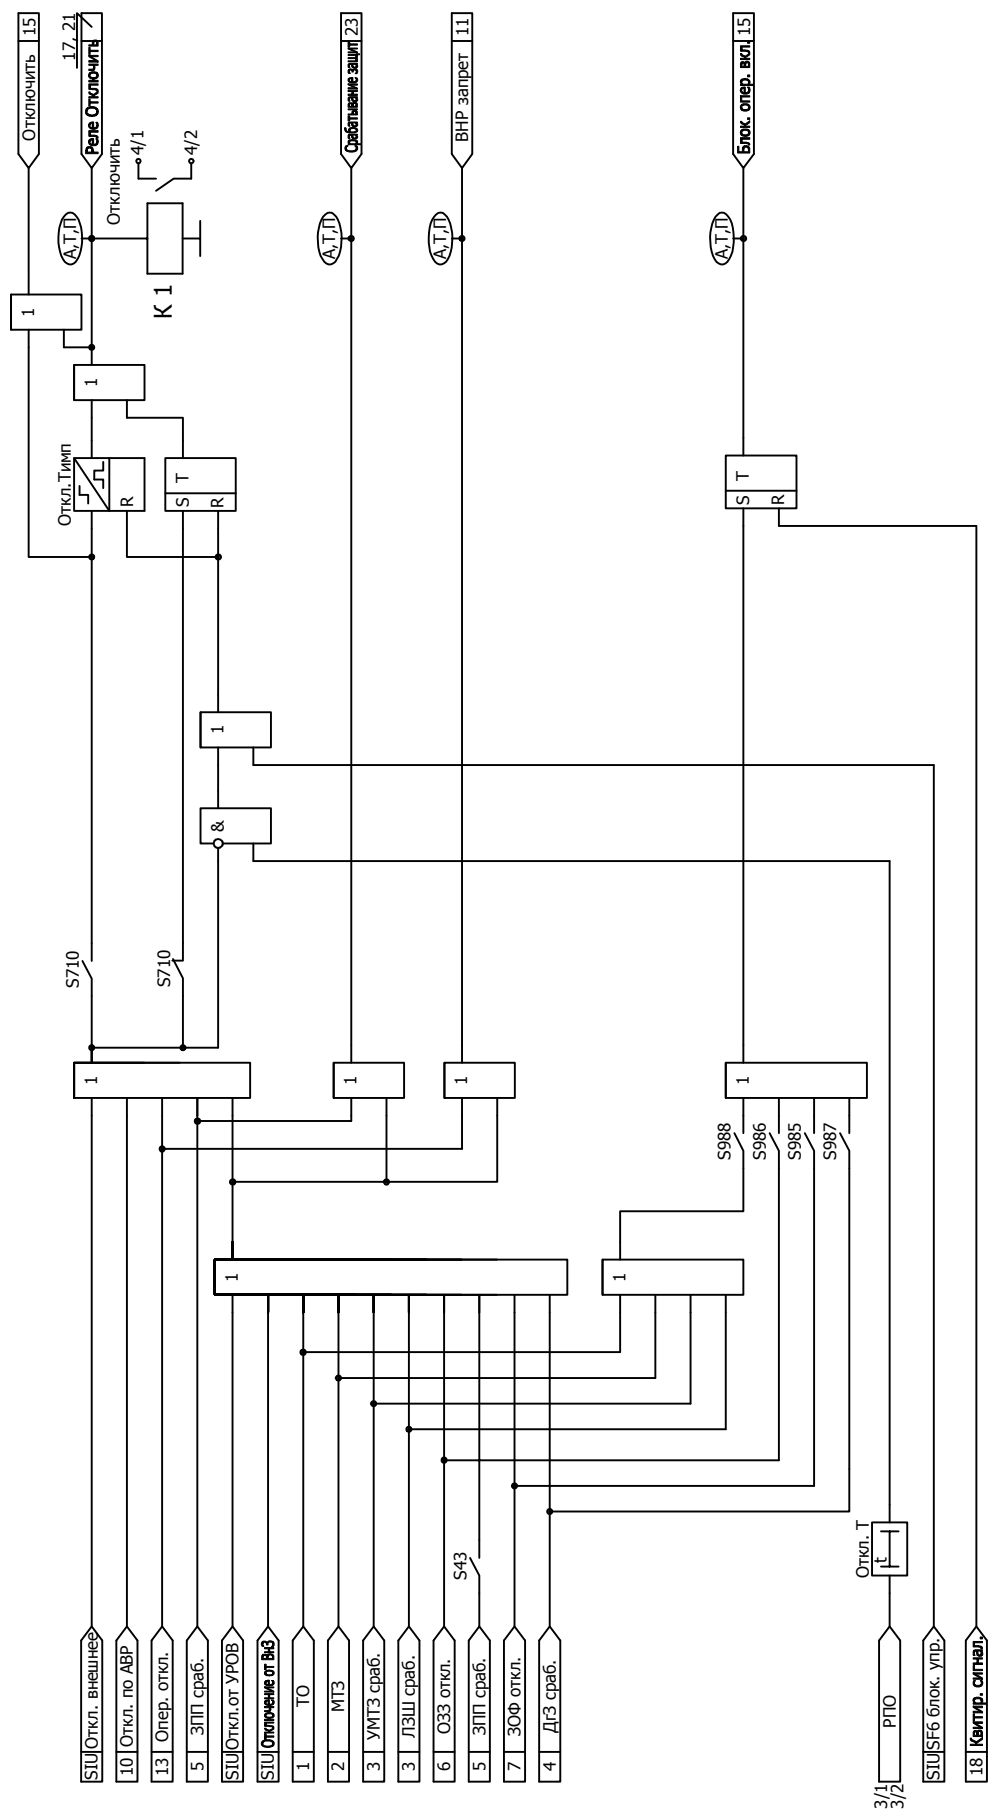 SIU Откл. внешнее
10 Откл. по АВР
13 Опер. откл.
5 ЗПП сраб.
SIU Откл. от УРОВ
SIU Отключение от ВнЗ
1 ТО
2 МТЗ
3 УМТЗ сраб.
3 ЛЗШ сраб.
6 ОЗЗ откл.
5 ЗПП сраб.
7 ЗОФ откл.
4 ДгЗ сраб.
3/1
3/2
РПО
SIU SF6 блок. упр.
18 Квитир. сигнал.
S43
Откл. T
t
1
1
S988
S986
S985
S987
1
1
1
1
S710
S710
&
1
Откл.Тимп
R
S T
R
S T
R
1
1
К 1
А,Т,П
А,Т,П
А,Т,П
А,Т,П
Отключить
4/1
4/2
Отключить 15
Реле Отключить
17, 21
Срабатывание защит 23
ВНР запрет 11
Блок. опер. вкл. 15